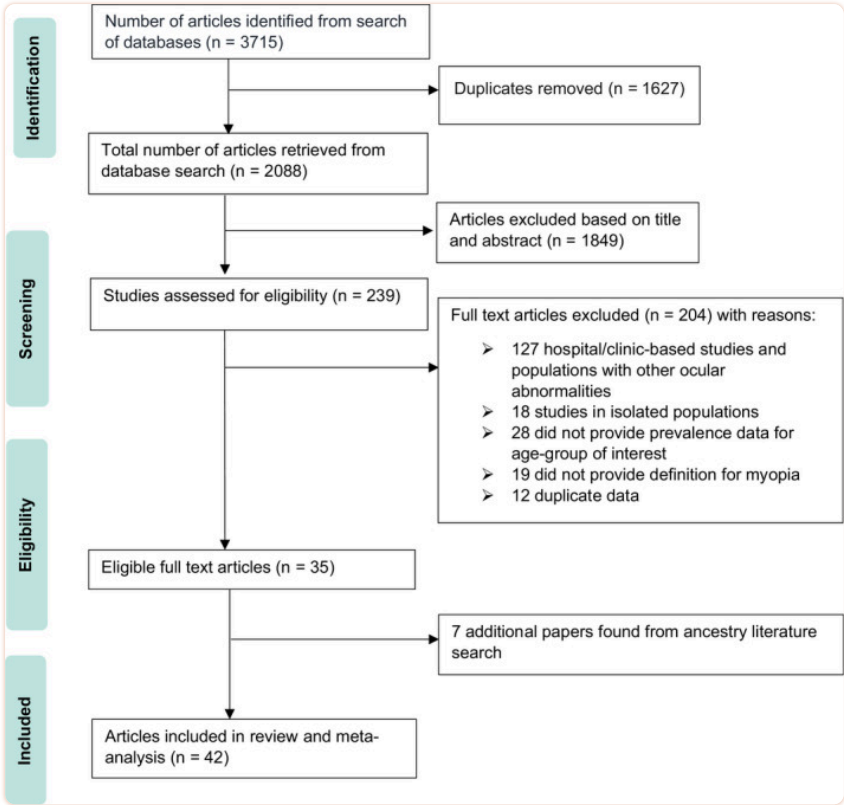 Identification
Number of articles identified from search
of databases (n = 3715)
Duplicates removed (n = 1627)
Total number of articles retrieved from
database search (n = 2088)
Screening
Articles excluded based on title
and abstract (n = 1849)
Studies assessed for eligibility (n = 239)
Full text articles excluded (n = 204) with reasons:
➢ 127 hospital/clinic-based studies and
populations with other ocular
abnormalities
➢ 18 studies in isolated populations
➢ 28 did not provide prevalence data for
age-group of interest
➢ 19 did not provide definition for myopia
➢ 12 duplicate data
Eligibility
Eligible full text articles (n = 35)
7 additional papers found from ancestry literature
search
Included
Articles included in review and meta-
analysis (n = 42)